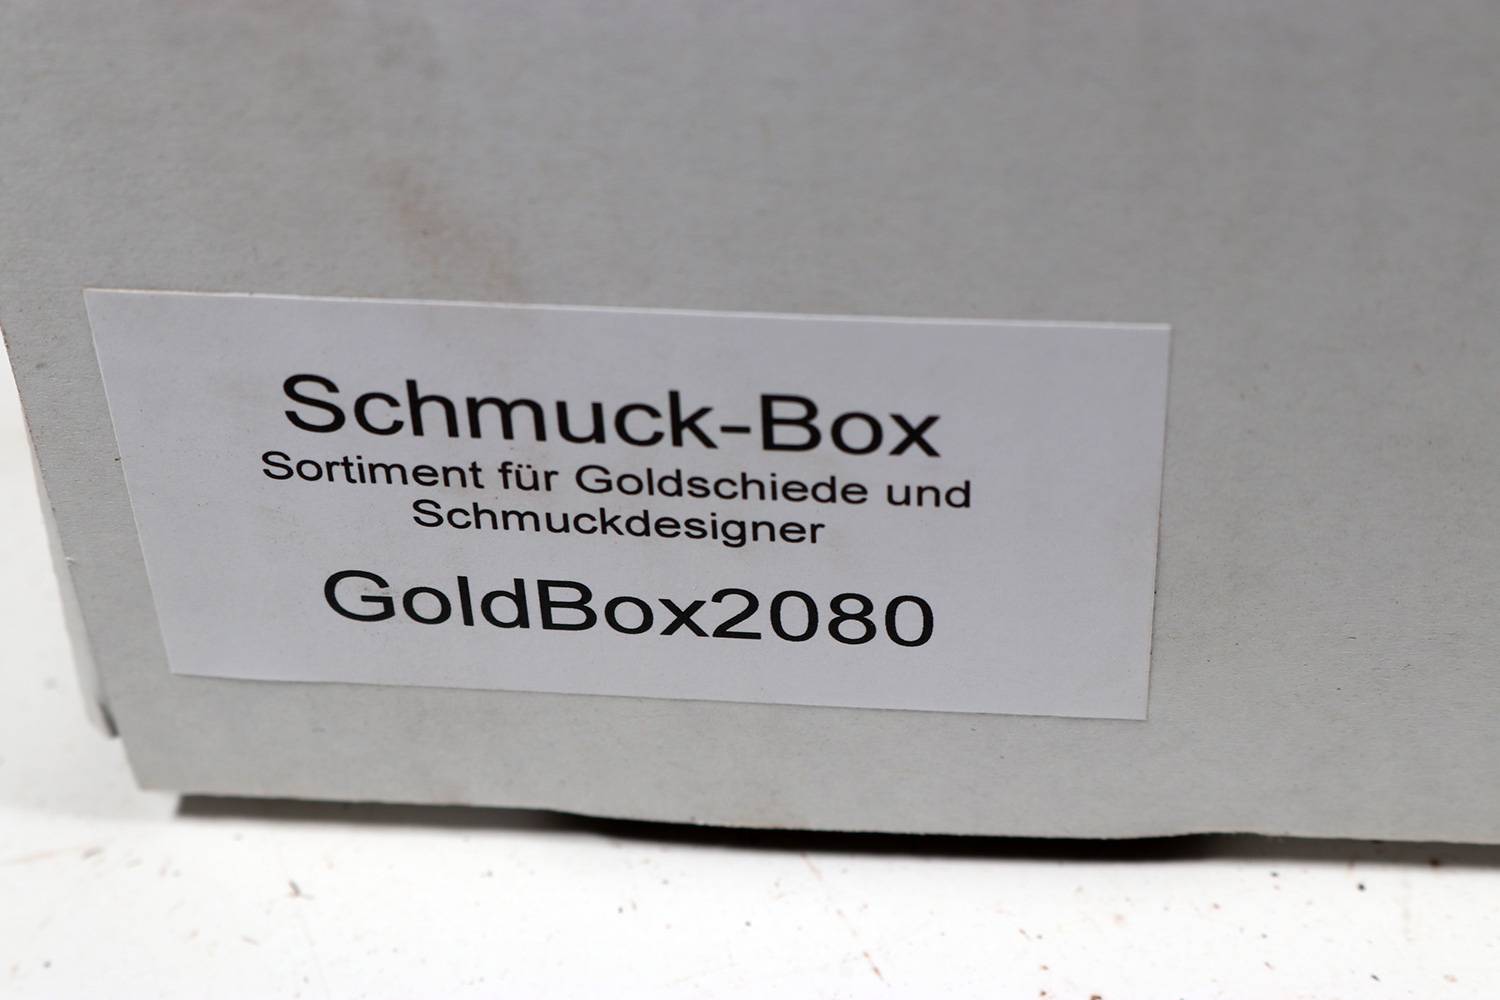 Schmuck-Box
Sortiment für Goldschiede und
Schmuckdesigner
GoldBox2080